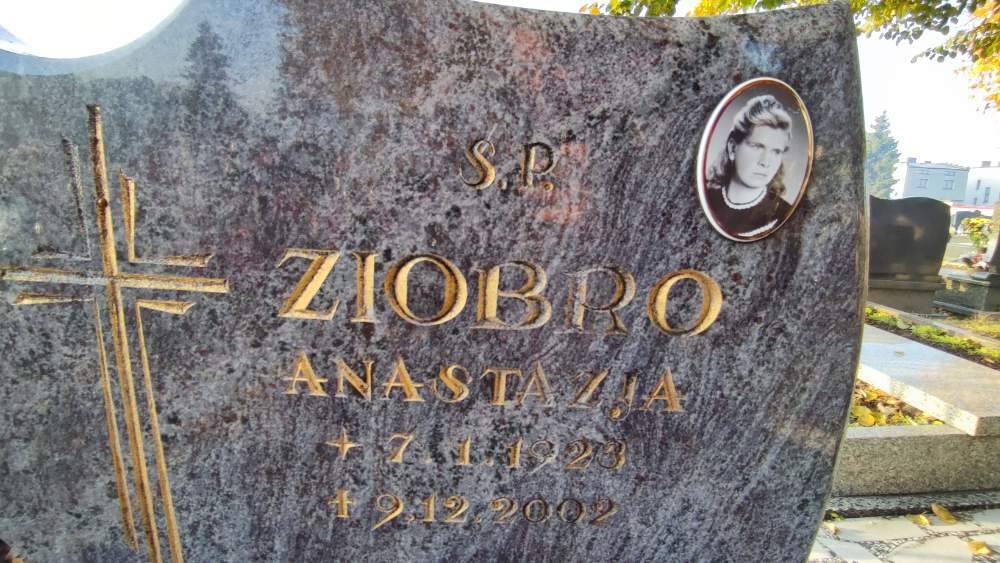 Ś.P.
ZIOBRO
ANASTAZJA
7.1.1923
9.12.2002